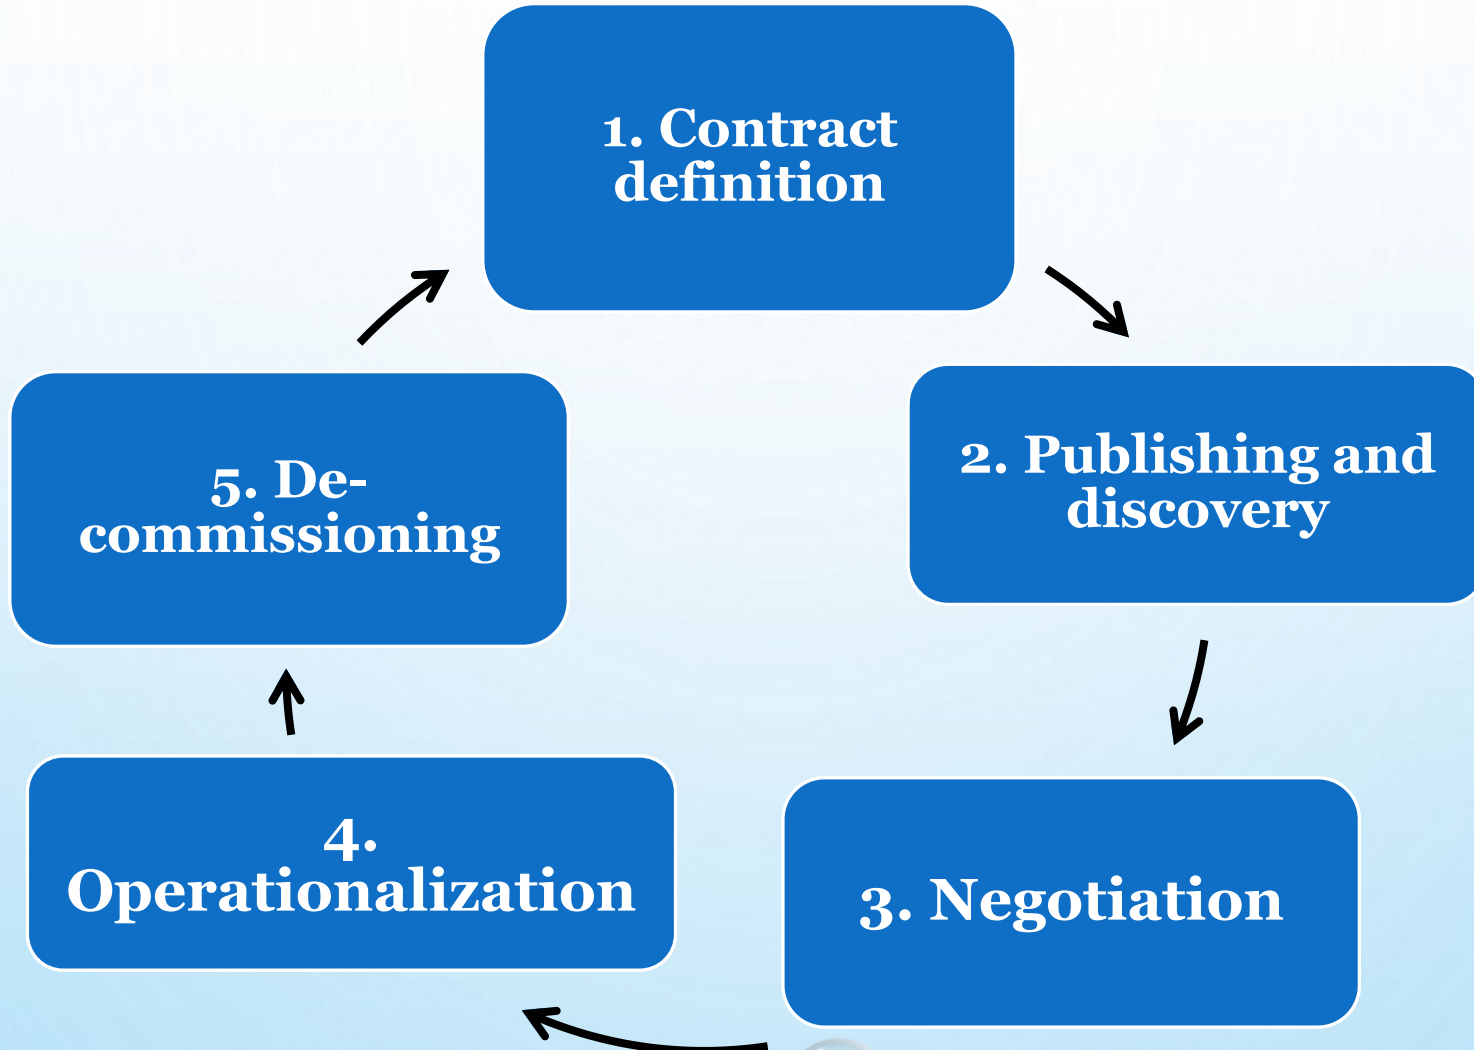 1. Contract
definition
2. Publishing and
discovery
3. Negotiation
4.
Operationalization
5. De-
commissioning